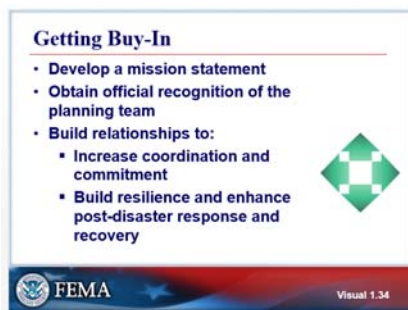 Getting Buy-In
• Develop a mission statement
• Obtain official recognition of the
planning team
• Build relationships to:
▪ Increase coordination and
commitment
▪ Build resilience and enhance
post-disaster response and
recovery
FEMA
Visual 1.34